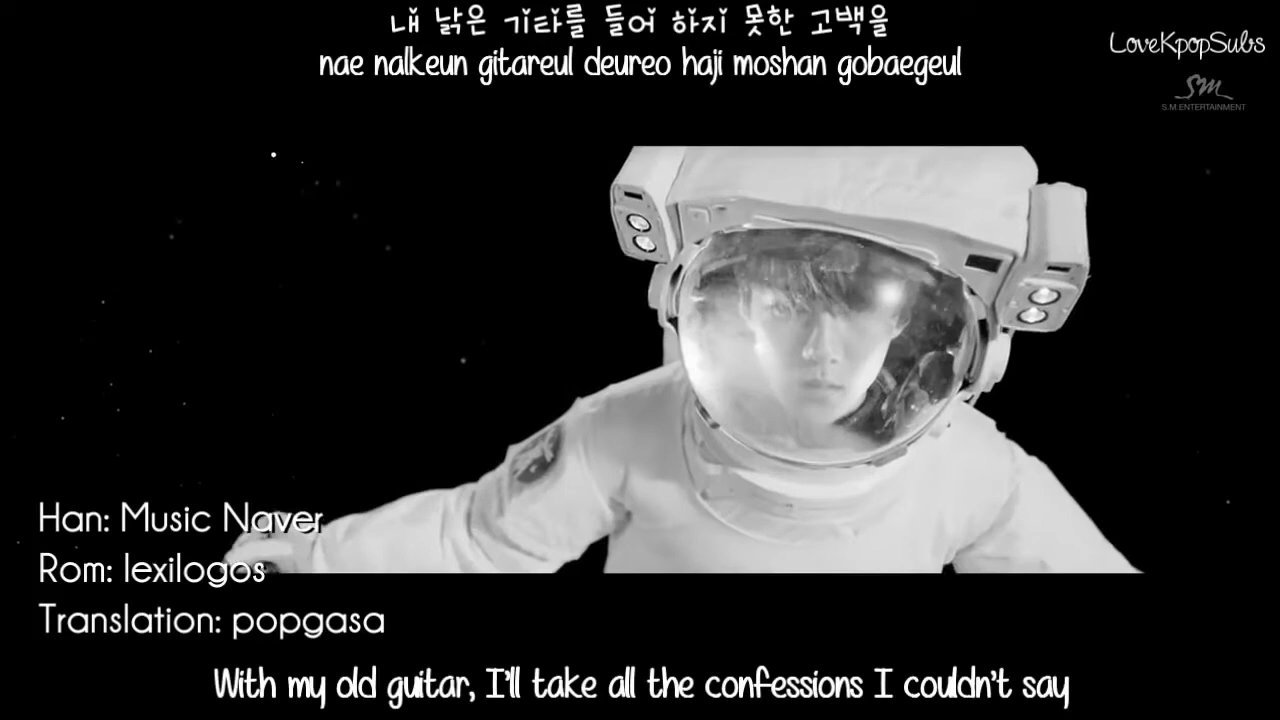 내 낡은 기타를 들어 하지 못한 고백을
nae nalkeun gitareul deureo haji moshan gobaegeul
LoveKpopSubs
SM
S.M.ENTERTAINMENT
Han: Music Naver
Rom: lexilogos
Translation: popgasa
With my old guitar, I'll take all the confessions I couldn't say